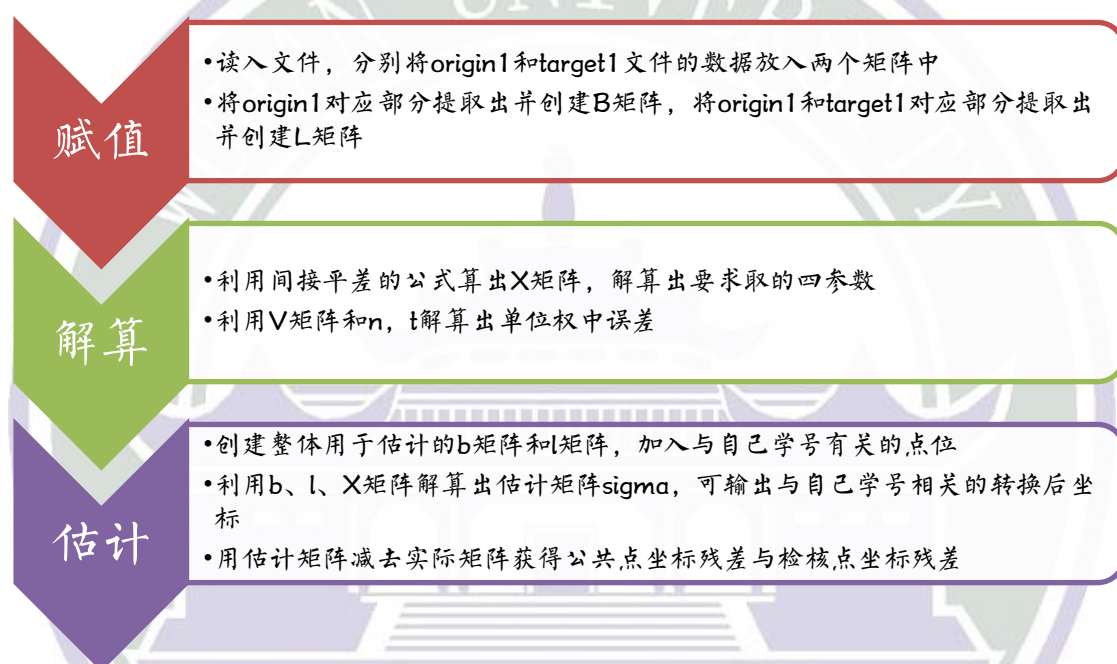 赋值
•读入文件，分别将origin1和target1文件的数据放入两个矩阵中
•将origin1对应部分提取出并创建B矩阵，将origin1和target1对应部分提取出
并创建L矩阵
解算
•利用间接平差的公式算出X矩阵，解算出要求取的四参数
•利用V矩阵和n，t解算出单位权中误差
估计
•创建整体用于估计的b矩阵和l矩阵，加入与自己学号有关的点位
•利用b、l、X矩阵解算出估计矩阵sigma，可输出与自己学号相关的转换后坐
标
•用估计矩阵减去实际矩阵获得公共点坐标残差与检核点坐标残差